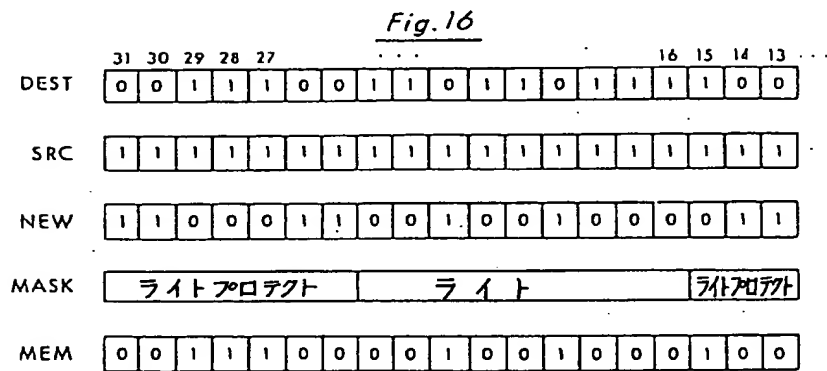 Fig. 16
31 30 29 28 27 ... 16 15 14 13 ...
DEST 0 0 1 1 1 0 0 1 1 0 1 1 0 1 1 1 1 0 0
SRC 1 1 1 1 1 1 1 1 1 1 1 1 1 1 1 1 1 1 1
NEW 1 1 0 0 0 1 1 0 0 1 0 0 1 0 0 0 0 1 1
MASK ライトプロテクト ライト ライトプロテクト
MEM 0 0 1 1 1 0 0 0 0 1 0 0 1 0 0 0 1 0 0